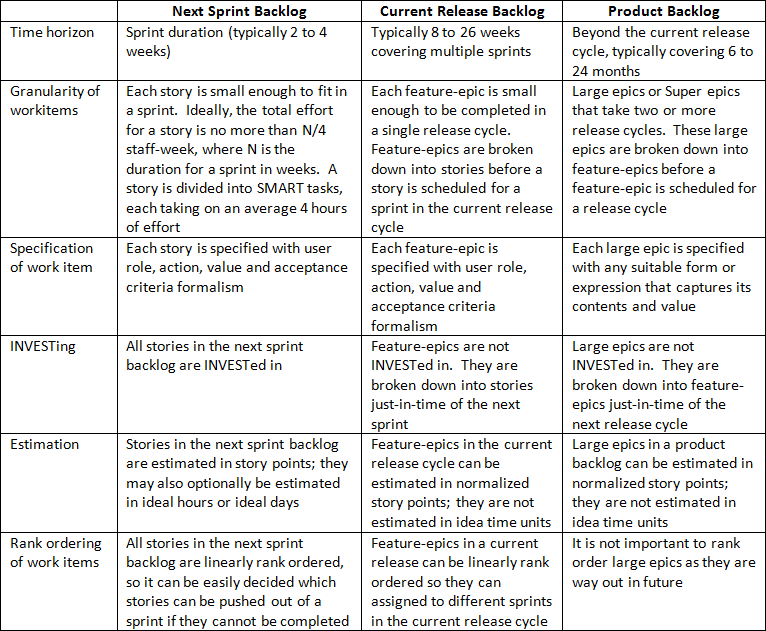 Next Sprint Backlog
Current Release Backlog
Product Backlog
Time horizon
Sprint duration (typically 2 to 4
weeks)
Typically 8 to 26 weeks
covering multiple sprints
Beyond the current release
cycle, typically covering 6 to
24 months
Granularity of
workitems
Each story is small enough to fit in
a sprint.  Ideally, the total effort
for a story is no more than N/4
staff-week, where N is the
duration for a sprint in weeks.  A
story is divided into SMART tasks,
each taking on an average 4 hours
of effort
Each feature-epic is small
enough to be completed in
a single release cycle.
Feature-epics are broken
down into stories before a
story is scheduled for a
sprint in the current release
cycle
Large epics or Super epics
that take two or more
release cycles.  These large
epics are broken down into
feature-epics before a
feature-epic is scheduled for
a release cycle
Specification
of work item
Each story is specified with user
role, action, value and acceptance
criteria formalism
Each feature-epic is
specified with user role,
action, value and
acceptance criteria
formalism
Each large epic is specified
with any suitable form or
expression that captures its
contents and value
INVESTing
All stories in the next sprint
backlog are INVESTed in
Feature-epics are not
INVESTed in.  They are
broken down into stories
just-in-time of the next
sprint
Large epics are not
INVESTed in.  They are
broken down into feature-
epics just-in-time of the
next release cycle
Estimation
Stories in the next sprint backlog
are estimated in story points; they
may also optionally be estimated
in ideal hours or ideal days
Feature-epics in the current
release cycle can be
estimated in normalized
story points; they are not
estimated in idea time units
Large epics in a product
backlog can be estimated in
normalized story points;
they are not estimated in
idea time units
Rank ordering
of work items
All stories in the next sprint
backlog are linearly rank ordered,
so it can be easily decided which
stories can be pushed out of a
sprint if they cannot be completed
Feature-epics in a current
release can be linearly rank
ordered so they can
assigned to different sprints
in the current release cycle
It is not important to rank
order large epics as they are
way out in future